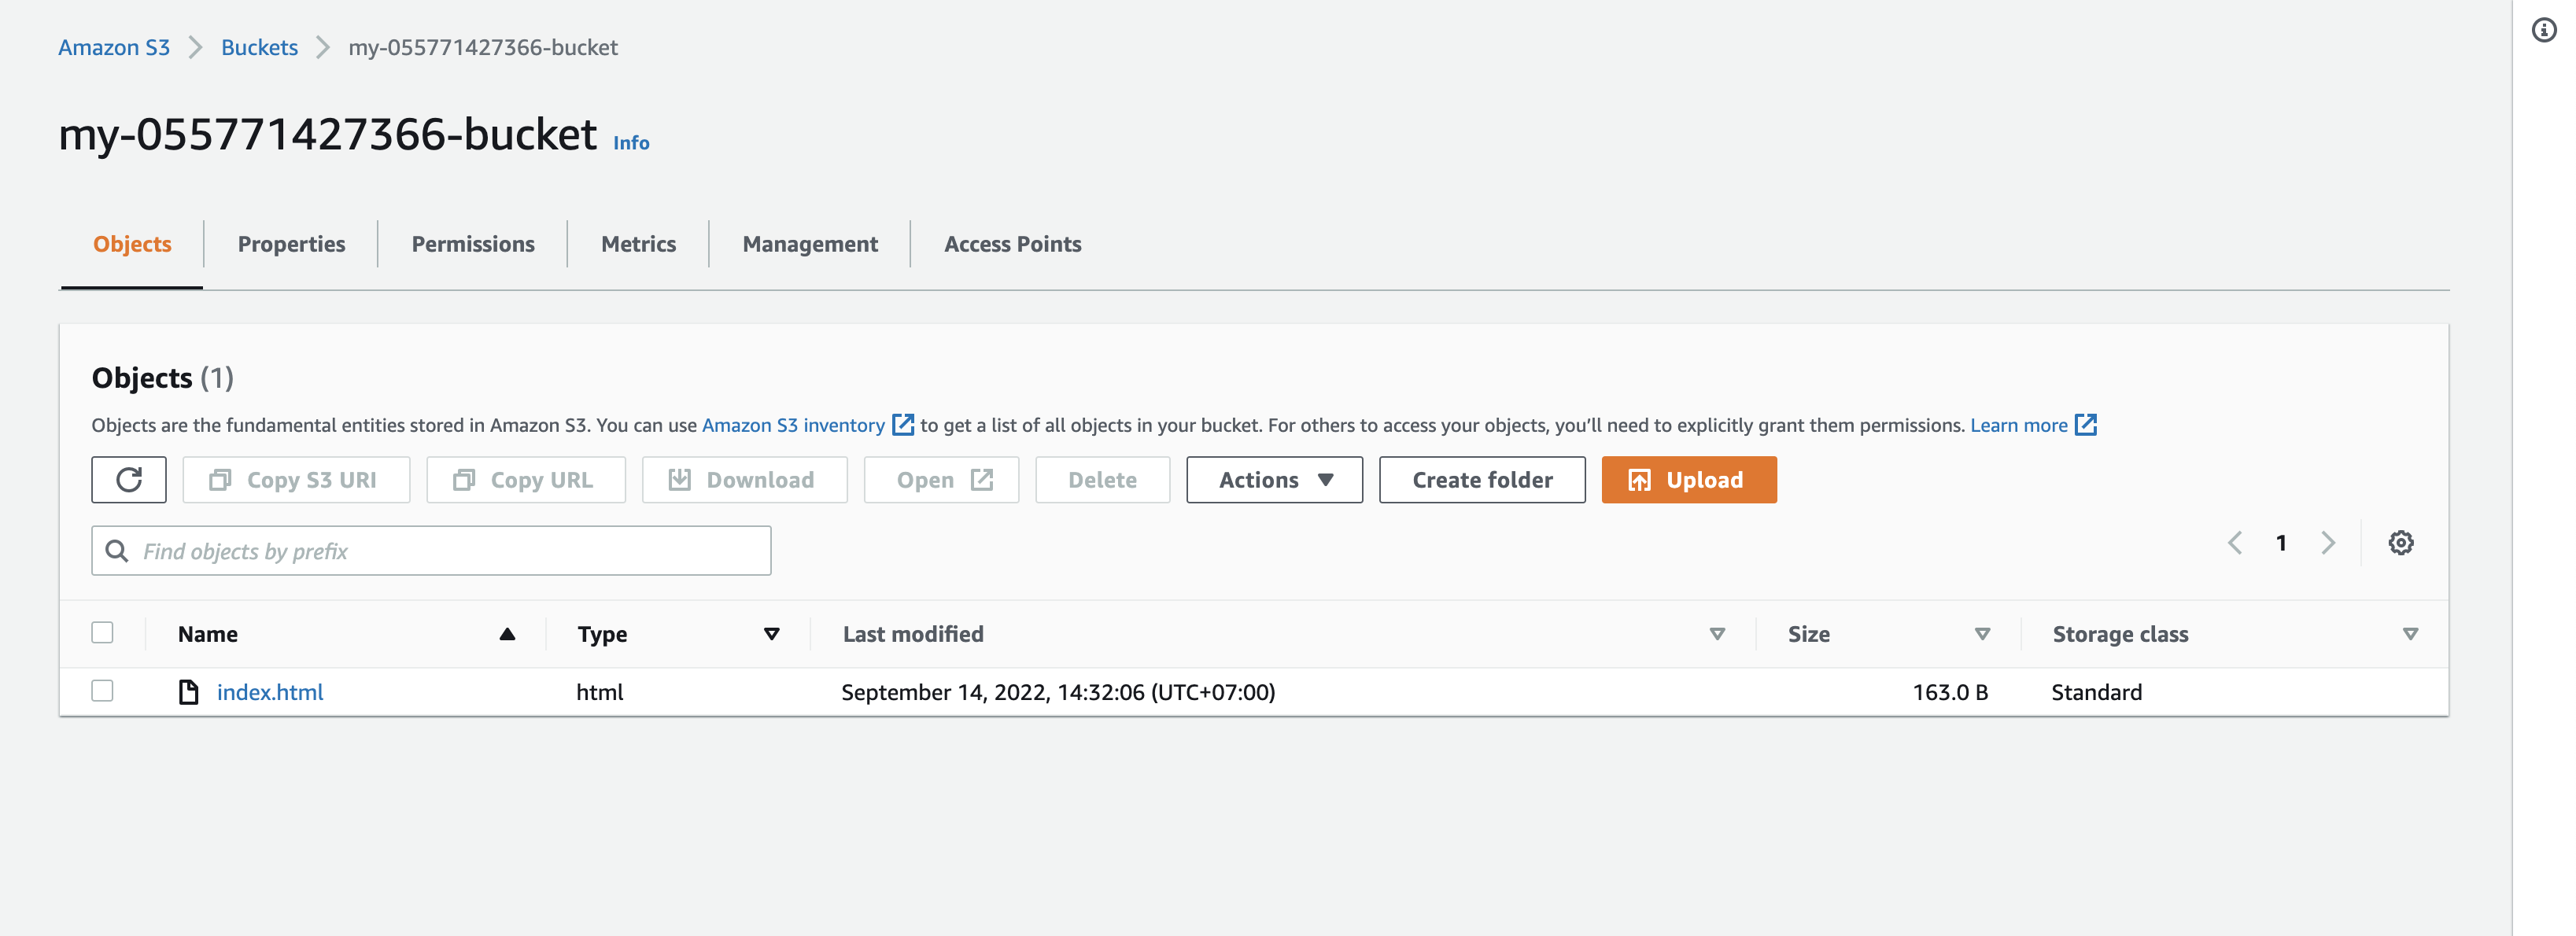 Amazon S3 Buckets my-055771427366-bucket
my-055771427366-bucket Info
Objects Properties Permissions Metrics Management Access Points
Objects (1)
Objects are the fundamental entities stored in Amazon S3. You can use Amazon S3 inventory to get a list of all objects in your bucket. For others to access your objects, you’ll need to explicitly grant them permissions. Learn more
Copy S3 URI Copy URL Download Open Delete Actions Create folder Upload
Find objects by prefix 1
Name Type Last modified Size Storage class
index.html html September 14, 2022, 14:32:06 (UTC+07:00) 163.0 B Standard